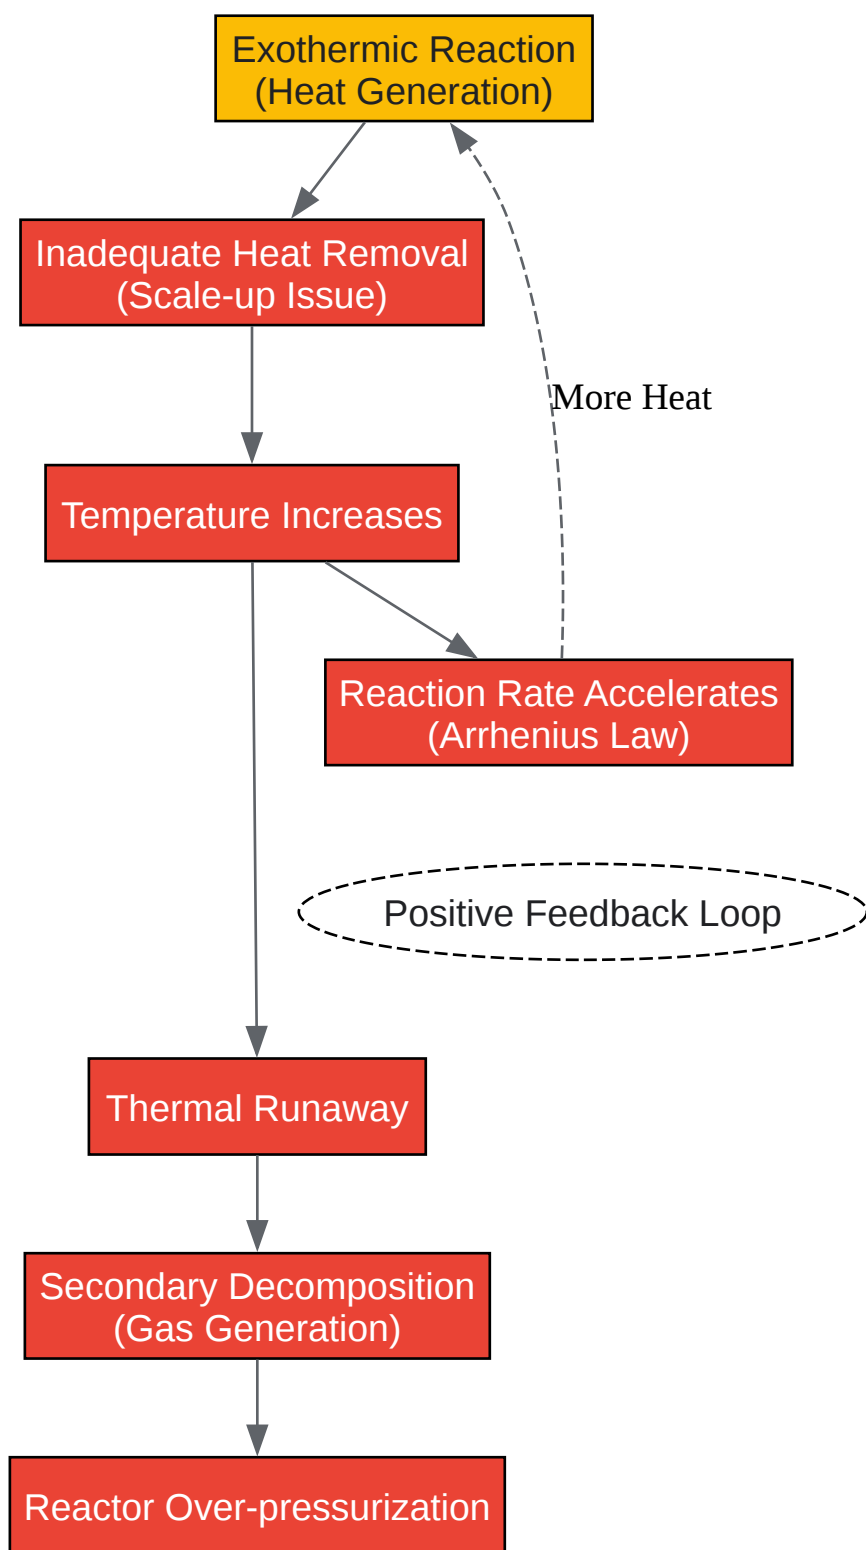 Exothermic Reaction
(Heat Generation)
Inadequate Heat Removal
(Scale-up Issue)
More Heat
Temperature Increases
Reaction Rate Accelerates
(Arrhenius Law)
Positive Feedback Loop
Thermal Runaway
Secondary Decomposition
(Gas Generation)
Reactor Over-pressurization